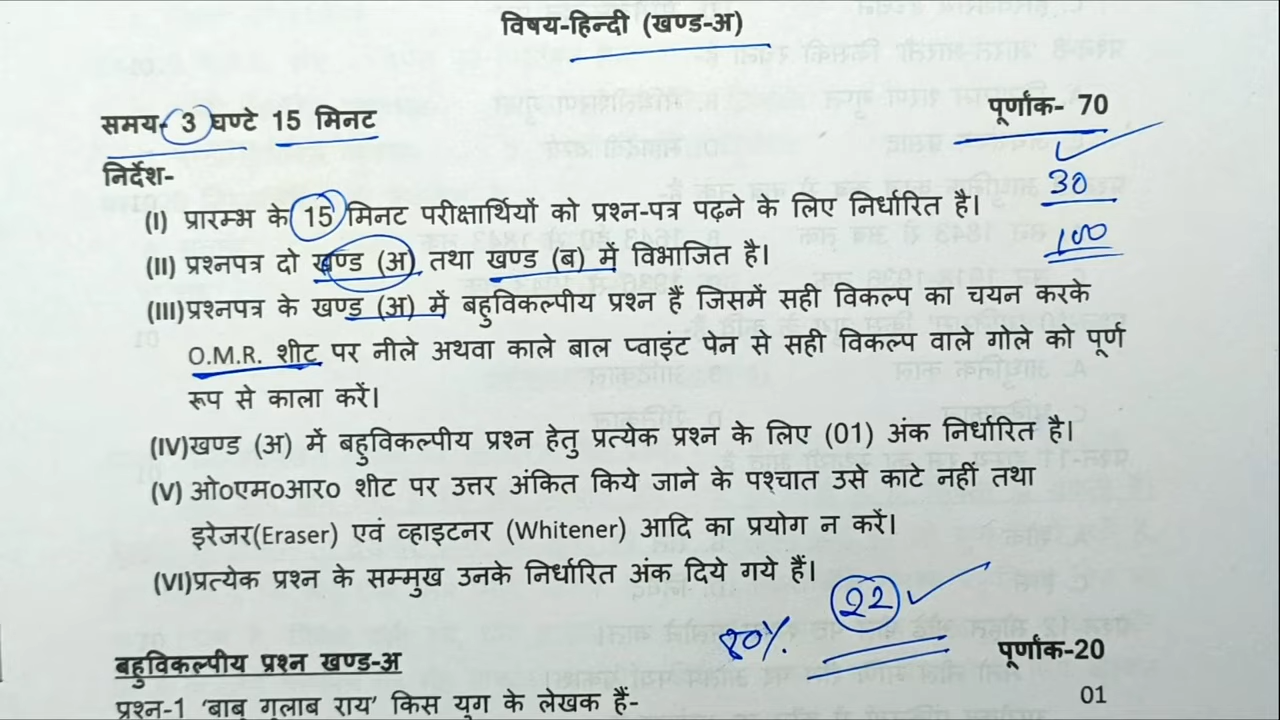 विषय-हिन्दी (खण्ड-अ)
समय- 3 घण्टे 15 मिनट पूर्णांक- 70
निर्देश- 30
(I) प्रारम्भ के 15 मिनट परीक्षार्थियों को प्रश्न-पत्र पढ़ने के लिए निर्धारित है।
100
(II) प्रश्नपत्र दो खण्ड (अ) तथा खण्ड (ब) में विभाजित है।
(III)प्रश्नपत्र के खण्ड (अ) में बहुविकल्पीय प्रश्न हैं जिसमें सही विकल्प का चयन करके
O.M.R. शीट पर नीले अथवा काले बाल प्वाइंट पेन से सही विकल्प वाले गोले को पूर्ण
रूप से काला करें।
(IV)खण्ड (अ) में बहुविकल्पीय प्रश्न हेतु प्रत्येक प्रश्न के लिए (01) अंक निर्धारित है।
(V) ओ0एम0आर0 शीट पर उत्तर अंकित किये जाने के पश्चात उसे काटे नहीं तथा
इरेजर(Eraser) एवं व्हाइटनर (Whitener) आदि का प्रयोग न करें।
(VI)प्रत्येक प्रश्न के सम्मुख उनके निर्धारित अंक दिये गये हैं।
22
80%.
बहुविकल्पीय प्रश्न खण्ड-अ पूर्णांक-20
प्रश्न-1 'बाबू गुलाब राय' किस युग के लेखक हैं- 01